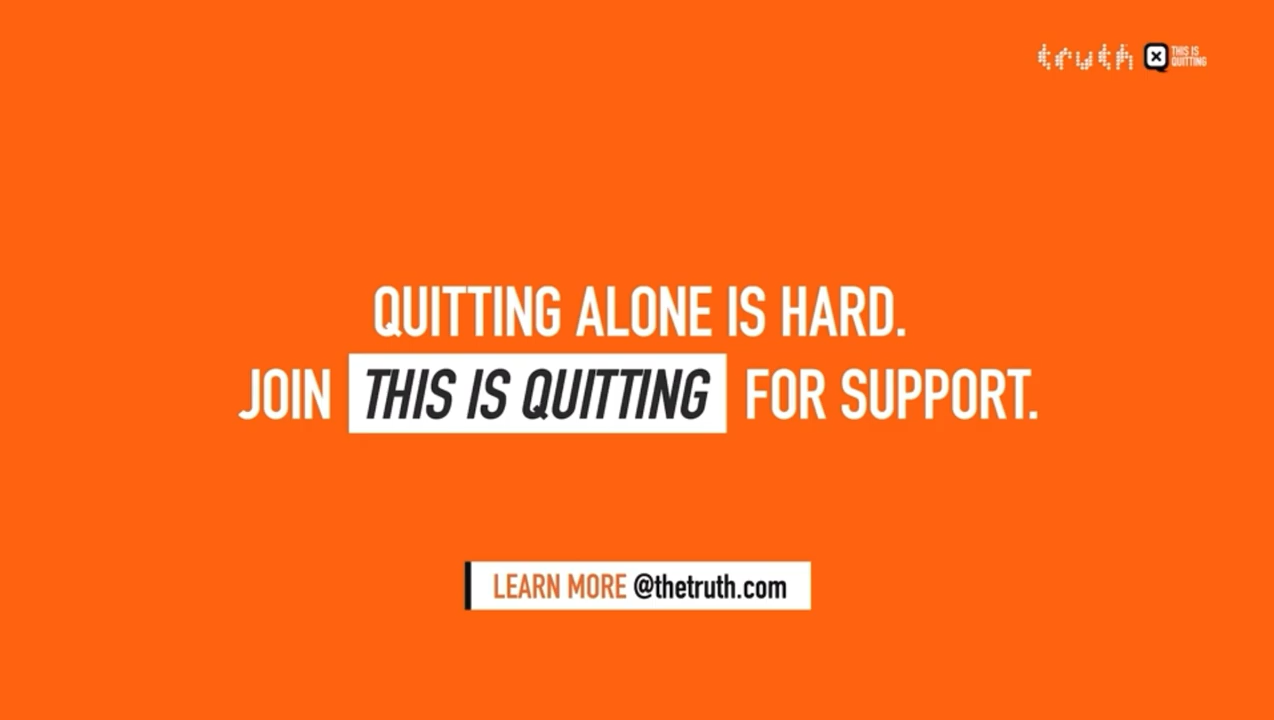 truth
THIS IS
QUITTING
QUITTING ALONE IS HARD.
JOIN THIS IS QUITTING FOR SUPPORT.
LEARN MORE @thetruth.com